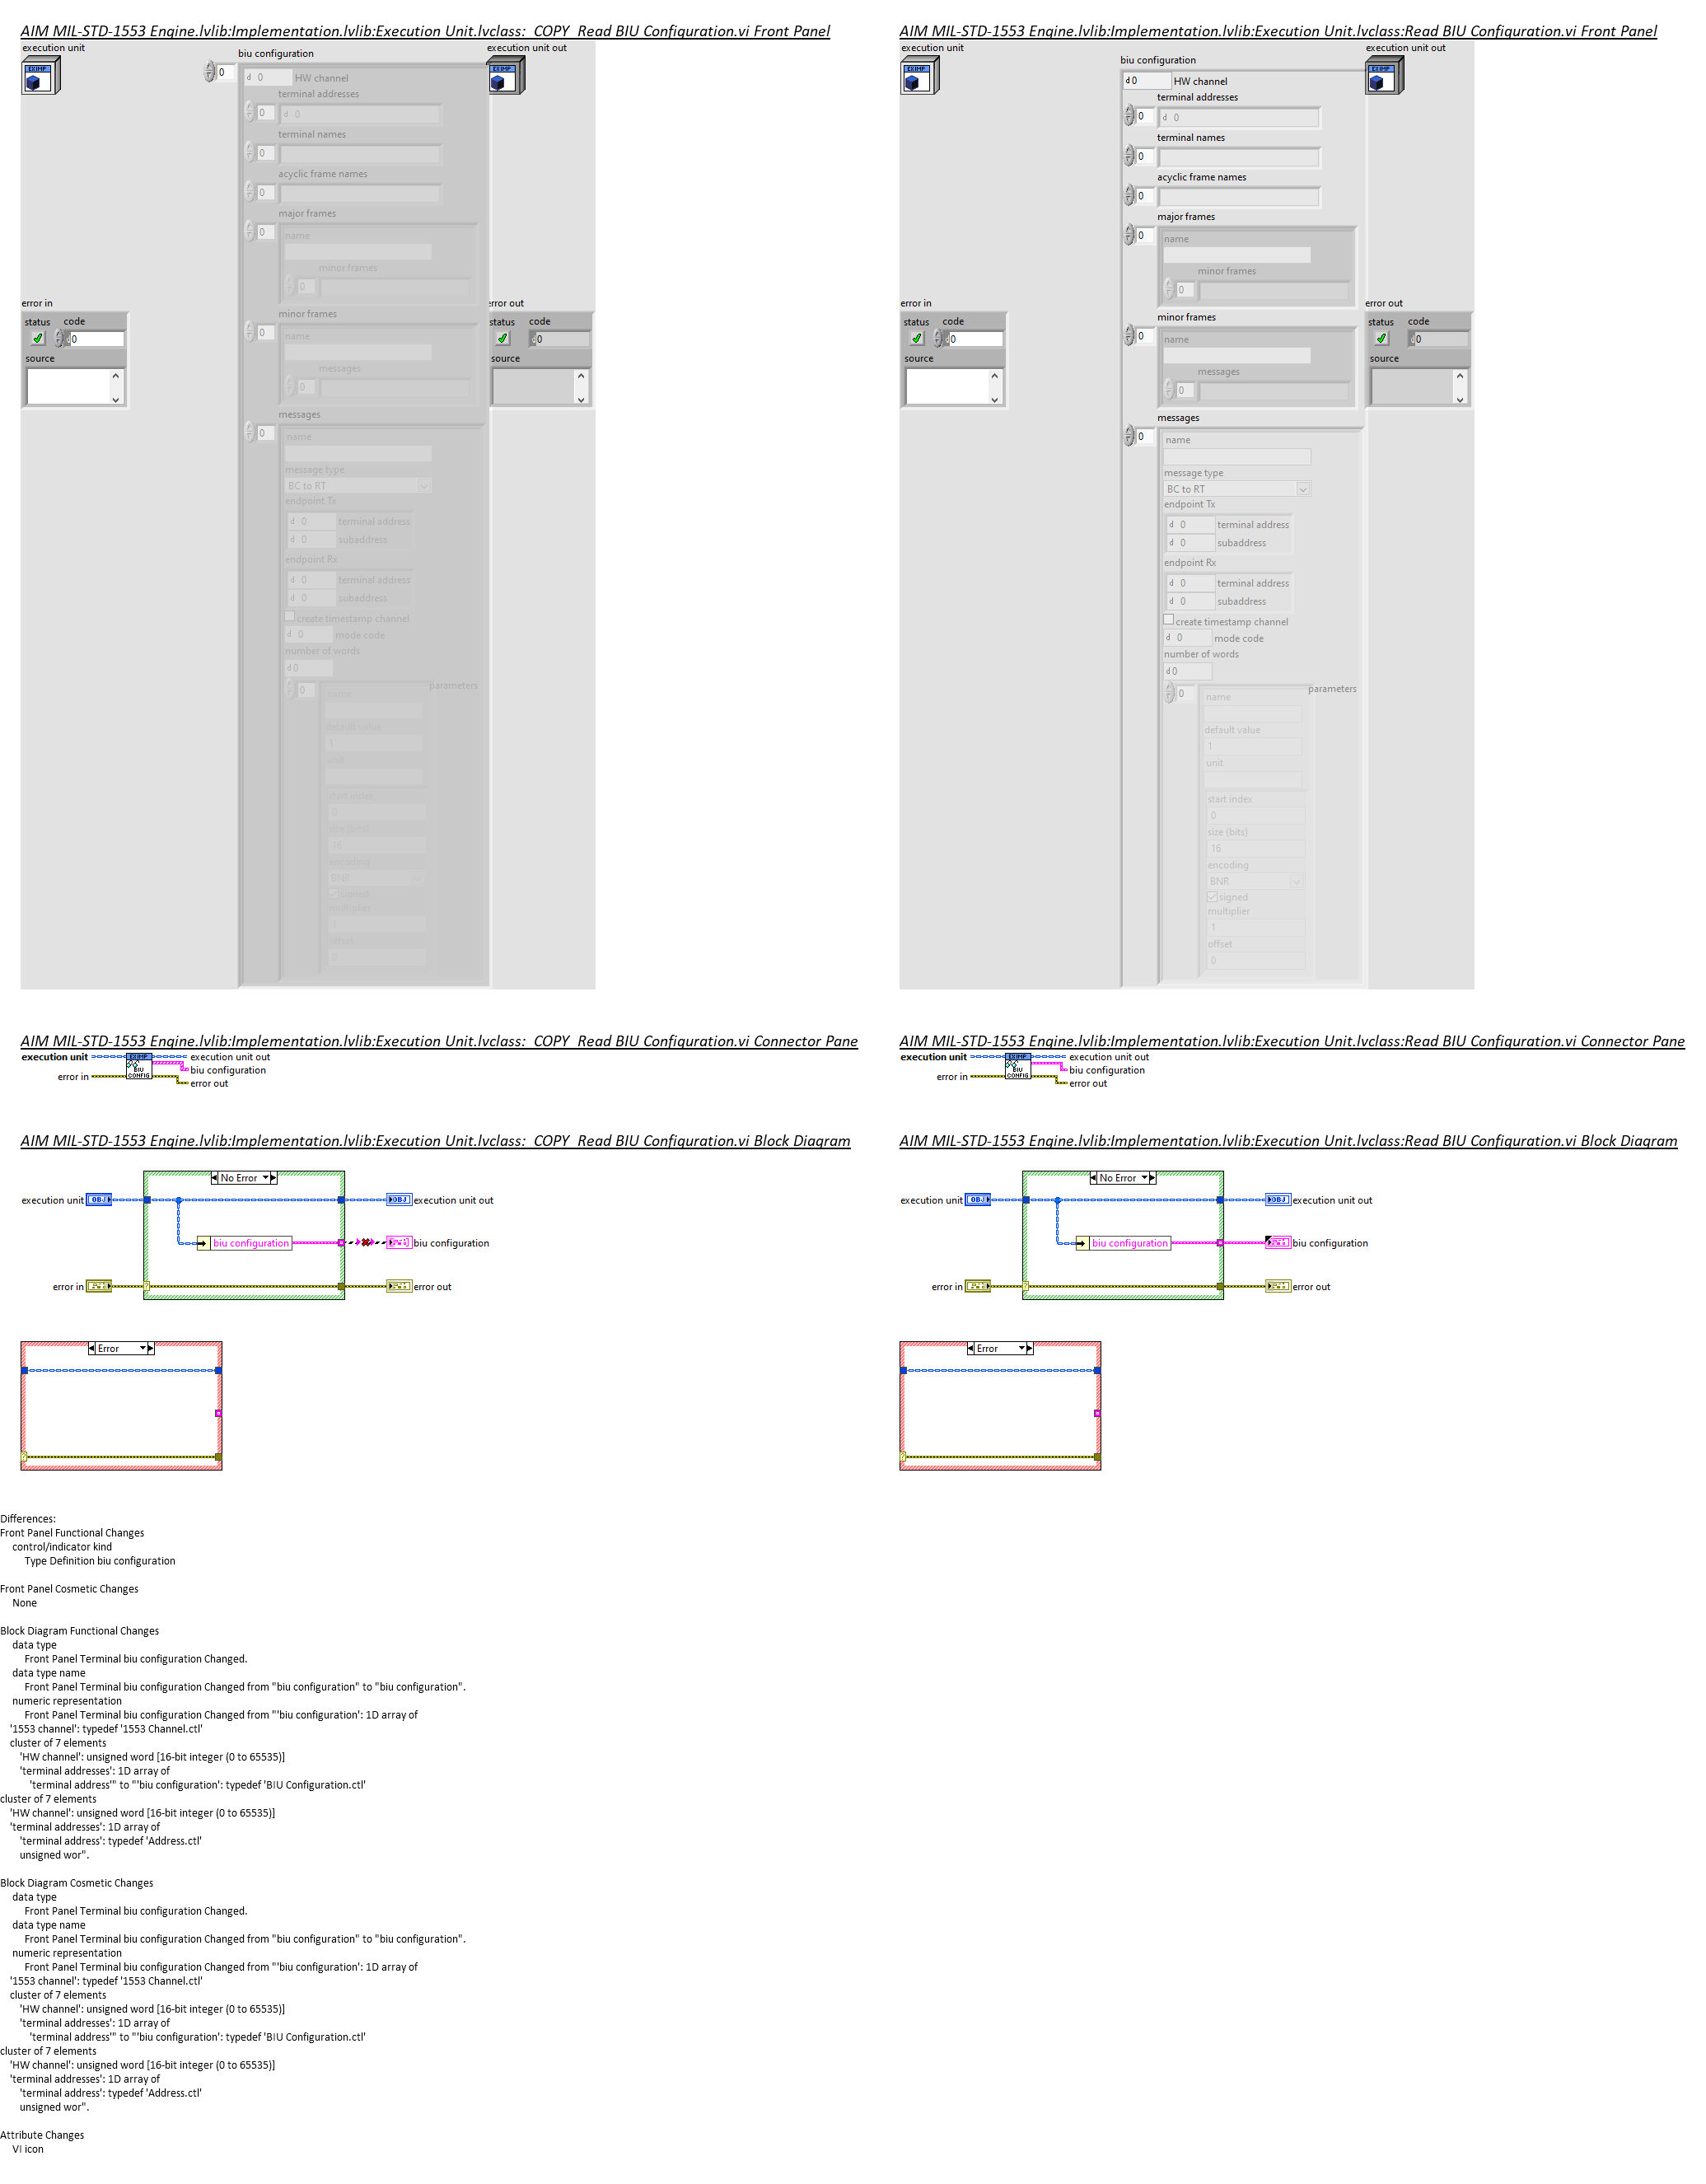 AIM MIL-STD-1553 Engine.lvlib:Implementation.lvlib:Execution Unit.lvclass:_COPY_Read BIU Configuration.vi Front Panel
execution unit
biu configuration
execution unit out
EXIMP
0
d 0 HW channel
EXIMP
terminal addresses
0
d 0
terminal names
0
acyclic frame names
0
major frames
0
name
minor frames
0
error in
error out
minor frames
status code
0
0
name
status code
0
source
messages
0
source
messages
0
name
message type
BC to RT
endpoint Tx
d 0 terminal address
d 0 subaddress
endpoint Rx
d 0 terminal address
d 0 subaddress
create timestamp channel
d 0 mode code
number of words
d 0
0
parameters
name
default value
1
unit
start index
0
size (bits)
16
encoding
BNR
signed
multiplier
1
offset
0
AIM MIL-STD-1553 Engine.lvlib:Implementation.lvlib:Execution Unit.lvclass:Read BIU Configuration.vi Front Panel
execution unit
biu configuration
execution unit out
EXIMP
d 0 HW channel
EXIMP
terminal addresses
0
d 0
terminal names
0
acyclic frame names
0
major frames
0
name
minor frames
0
error in
error out
minor frames
status code
0
0
name
status code
0
source
messages
0
source
messages
0
name
message type
BC to RT
endpoint Tx
d 0 terminal address
d 0 subaddress
endpoint Rx
d 0 terminal address
d 0 subaddress
create timestamp channel
d 0 mode code
number of words
d 0
0
parameters
name
default value
1
unit
start index
0
size (bits)
16
encoding
BNR
signed
multiplier
1
offset
0
AIM MIL-STD-1553 Engine.lvlib:Implementation.lvlib:Execution Unit.lvclass:_COPY_Read BIU Configuration.vi Connector Pane
execution unit
EXIMP
BIU
CONFIG
execution unit out
biu configuration
error in
error out
AIM MIL-STD-1553 Engine.lvlib:Implementation.lvlib:Execution Unit.lvclass:Read BIU Configuration.vi Connector Pane
execution unit
EXIMP
BIU
CONFIG
execution unit out
biu configuration
error in
error out
AIM MIL-STD-1553 Engine.lvlib:Implementation.lvlib:Execution Unit.lvclass:_COPY_Read BIU Configuration.vi Block Diagram
No Error
execution unit
OBJ
OBJ
execution unit out
biu configuration
biu configuration
error in
error out
Error
AIM MIL-STD-1553 Engine.lvlib:Implementation.lvlib:Execution Unit.lvclass:Read BIU Configuration.vi Block Diagram
No Error
execution unit
OBJ
OBJ
execution unit out
biu configuration
biu configuration
error in
error out
Error
Differences:
Front Panel Functional Changes
control/indicator kind
Type Definition biu configuration
Front Panel Cosmetic Changes
None
Block Diagram Functional Changes
data type
Front Panel Terminal biu configuration Changed.
data type name
Front Panel Terminal biu configuration Changed from "biu configuration" to "biu configuration".
numeric representation
Front Panel Terminal biu configuration Changed from "'biu configuration': 1D array of
'1553 channel': typedef '1553 Channel.ctl'
cluster of 7 elements
'HW channel': unsigned word [16-bit integer (0 to 65535)]
'terminal addresses': 1D array of
'terminal address'" to "'biu configuration': typedef 'BIU Configuration.ctl'
cluster of 7 elements
'HW channel': unsigned word [16-bit integer (0 to 65535)]
'terminal addresses': 1D array of
'terminal address': typedef 'Address.ctl'
unsigned wor".
Block Diagram Cosmetic Changes
data type
Front Panel Terminal biu configuration Changed.
data type name
Front Panel Terminal biu configuration Changed from "biu configuration" to "biu configuration".
numeric representation
Front Panel Terminal biu configuration Changed from "'biu configuration': 1D array of
'1553 channel': typedef '1553 Channel.ctl'
cluster of 7 elements
'HW channel': unsigned word [16-bit integer (0 to 65535)]
'terminal addresses': 1D array of
'terminal address'" to "'biu configuration': typedef 'BIU Configuration.ctl'
cluster of 7 elements
'HW channel': unsigned word [16-bit integer (0 to 65535)]
'terminal addresses': 1D array of
'terminal address': typedef 'Address.ctl'
unsigned wor".
Attribute Changes
VI icon